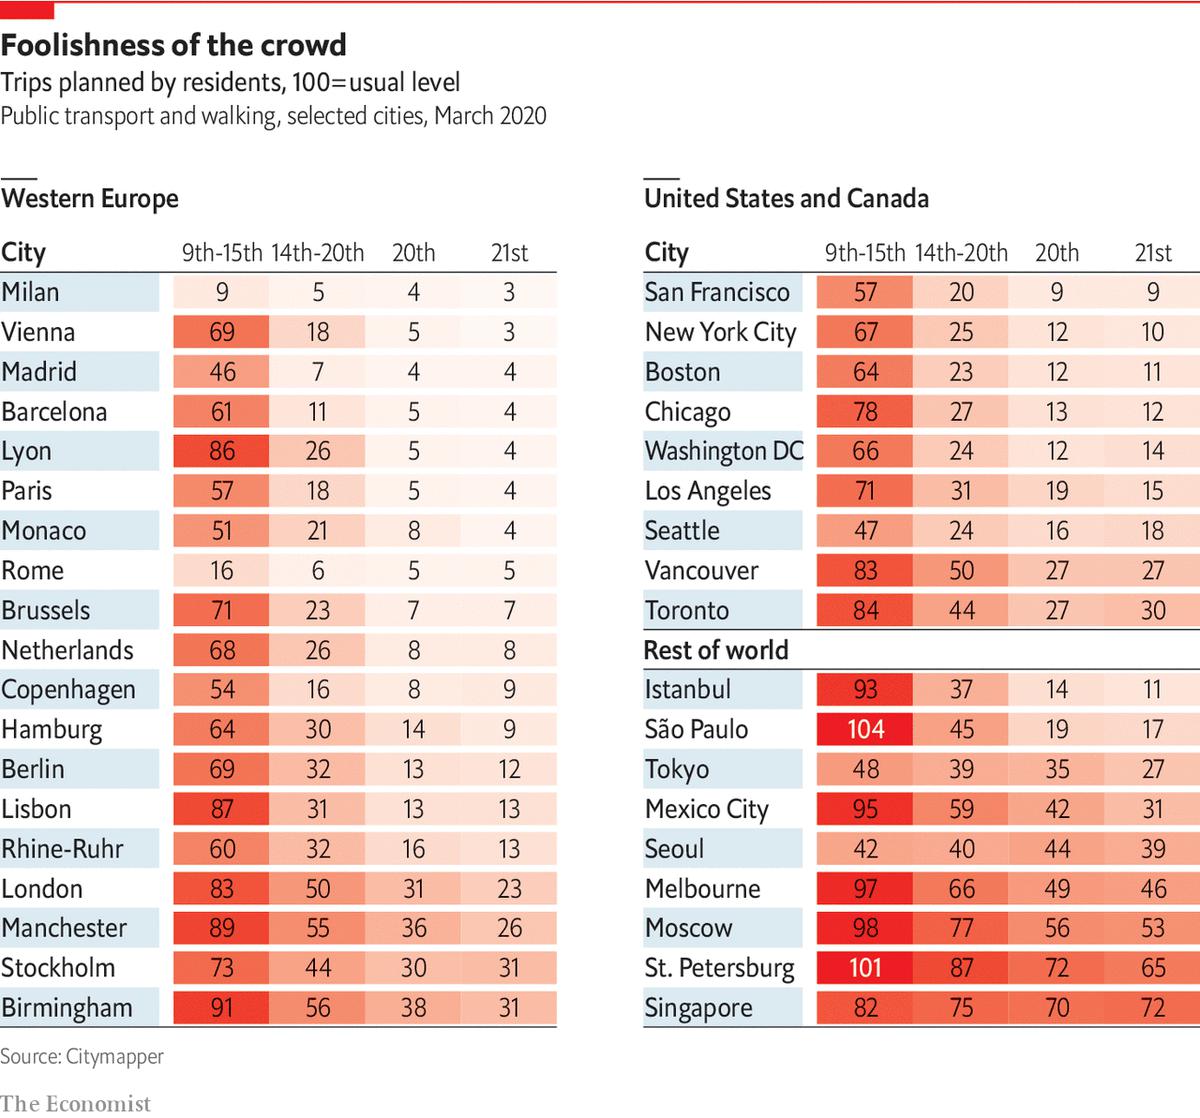 Foolishness of the crowd
Trips planned by residents, 100=usual level
Public transport and walking, selected cities, March 2020
Western Europe
City 9th-15th 14th-20th 20th 21st
Milan 9 5 4 3
Vienna 69 18 5 3
Madrid 46 7 4 4
Barcelona 61 11 5 4
Lyon 86 26 5 4
Paris 57 18 5 4
Monaco 51 21 8 4
Rome 16 6 5 5
Brussels 71 23 7 7
Netherlands 68 26 8 8
Copenhagen 54 16 8 9
Hamburg 64 30 14 9
Berlin 69 32 13 12
Lisbon 87 31 13 13
Rhine-Ruhr 60 32 16 13
London 83 50 31 23
Manchester 89 55 36 26
Stockholm 73 44 30 31
Birmingham 91 56 38 31
United States and Canada
City 9th-15th 14th-20th 20th 21st
San Francisco 57 20 9 9
New York City 67 25 12 10
Boston 64 23 12 11
Chicago 78 27 13 12
Washington DC 66 24 12 14
Los Angeles 71 31 19 15
Seattle 47 24 16 18
Vancouver 83 50 27 27
Toronto 84 44 27 30
Rest of world
Istanbul 93 37 14 11
São Paulo 104 45 19 17
Tokyo 48 39 35 27
Mexico City 95 59 42 31
Seoul 42 40 44 39
Melbourne 97 66 49 46
Moscow 98 77 56 53
St. Petersburg 101 87 72 65
Singapore 82 75 70 72
Source: Citymapper
The Economist